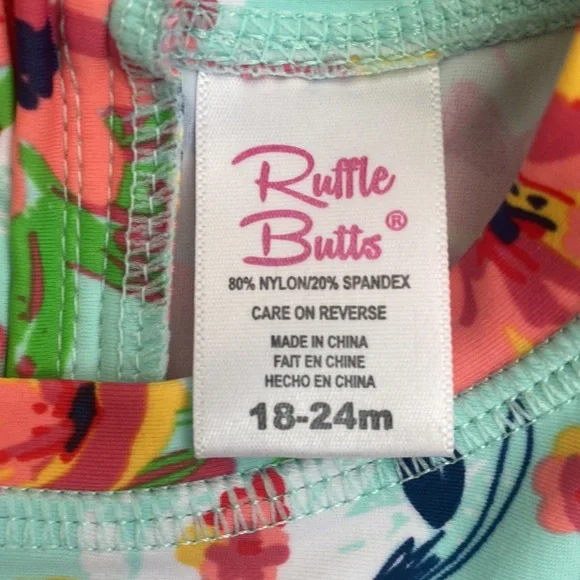 Ruffle
Butts®
80% NYLON/20% SPANDEX
CARE ON REVERSE
MADE IN CHINA
FAIT EN CHINE
HECHO EN CHINA
18-24m